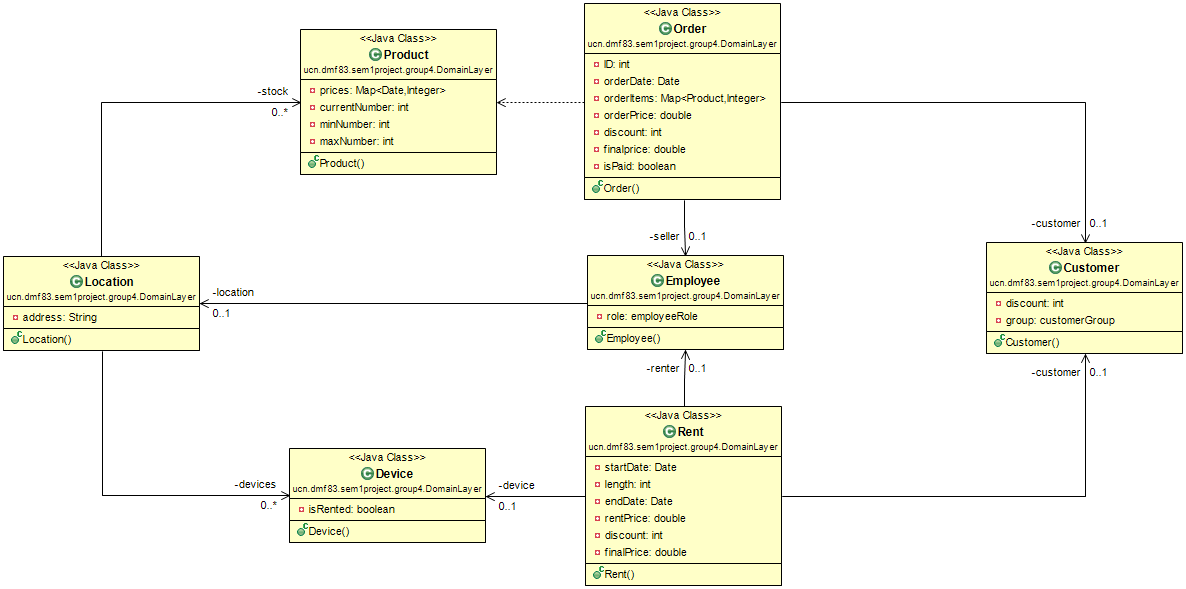 <<Java Class>>
Product
ucn.dmf83.sem1project.group4.DomainLayer
prices: Map<Date,Integer>
currentNumber: int
minNumber: int
maxNumber: int
Product()
<<Java Class>>
Order
ucn.dmf83.sem1project.group4.DomainLayer
ID: int
orderDate: Date
orderItems: Map<Product,Integer>
orderPrice: double
discount: int
finalprice: double
isPaid: boolean
Order()
-stock
0..*
-seller
0..1
-customer
0..1
<<Java Class>>
Location
ucn.dmf83.sem1project.group4.DomainLayer
address: String
Location()
-location
0..1
<<Java Class>>
Employee
ucn.dmf83.sem1project.group4.DomainLayer
role: employeeRole
Employee()
<<Java Class>>
Customer
ucn.dmf83.sem1project.group4.DomainLayer
discount: int
group: customerGroup
Customer()
-renter
0..1
-customer
0..1
-devices
0..*
<<Java Class>>
Device
ucn.dmf83.sem1project.group4.DomainLayer
isRented: boolean
Device()
-device
0..1
<<Java Class>>
Rent
ucn.dmf83.sem1project.group4.DomainLayer
startDate: Date
length: int
endDate: Date
rentPrice: double
discount: int
finalPrice: double
Rent()